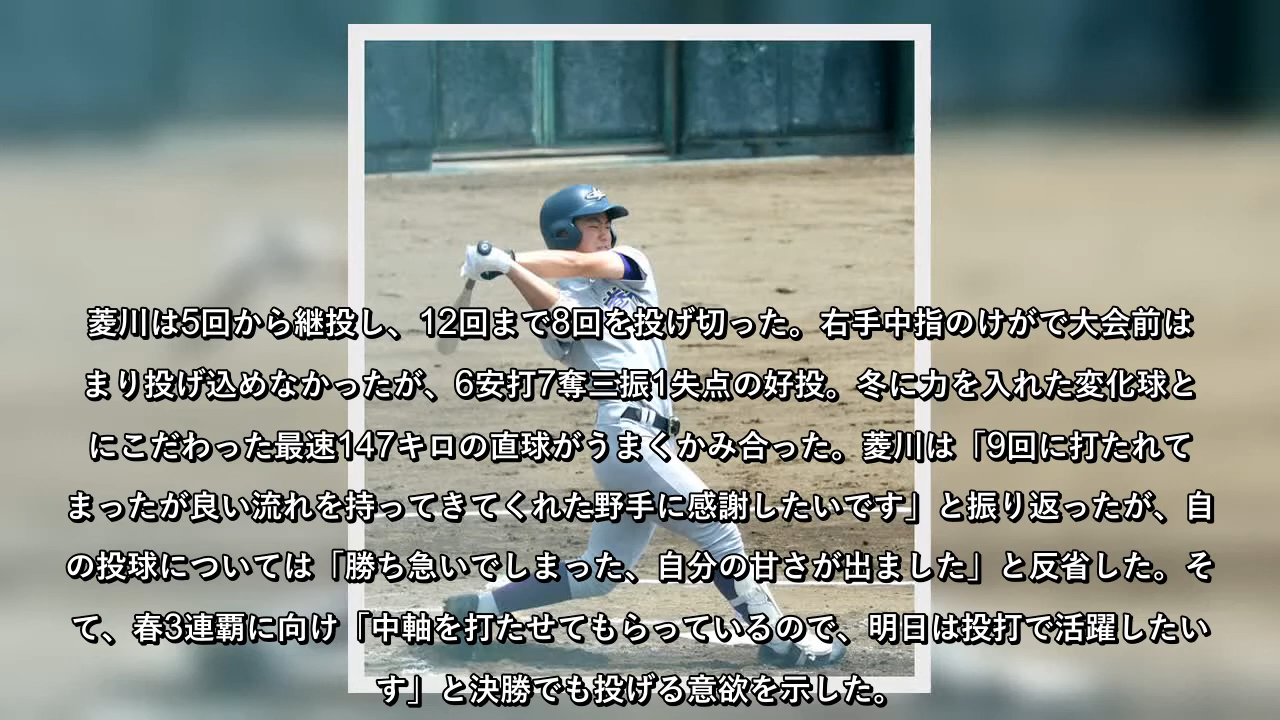 菱川は5回から継投し、12回まで8回を投げ切った。右手中指のけがで大会前は
まり投げ込めなかったが、6安打7奪三振1失点の好投。冬に力を入れた変化球と
にこだわった最速147キロの直球がうまくかみ合った。菱川は「9回に打たれて
まったが良い流れを持ってきてくれた野手に感謝したいです」と振り返ったが、自
の投球については「勝ち急いでしまった、自分の甘さが出ました」と反省した。そ
て、春3連覇に向け「中軸を打たせてもらっているので、明日は投打で活躍したい
す」と決勝でも投げる意欲を示した。